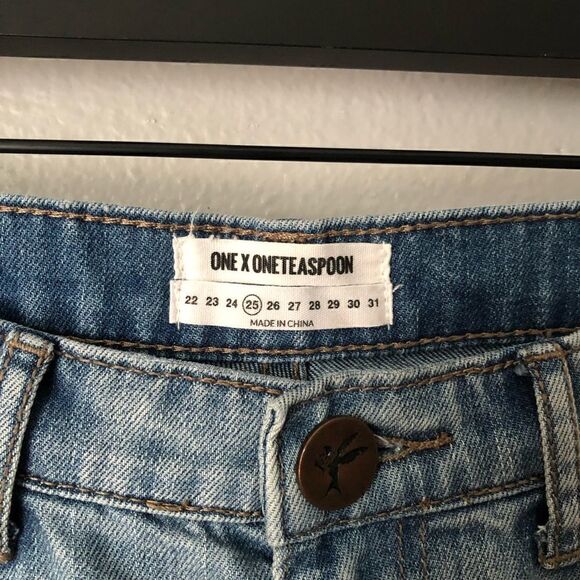 ONE X ONETEASPOON
22 23 24 25 26 27 28 29 30 31
MADE IN CHINA